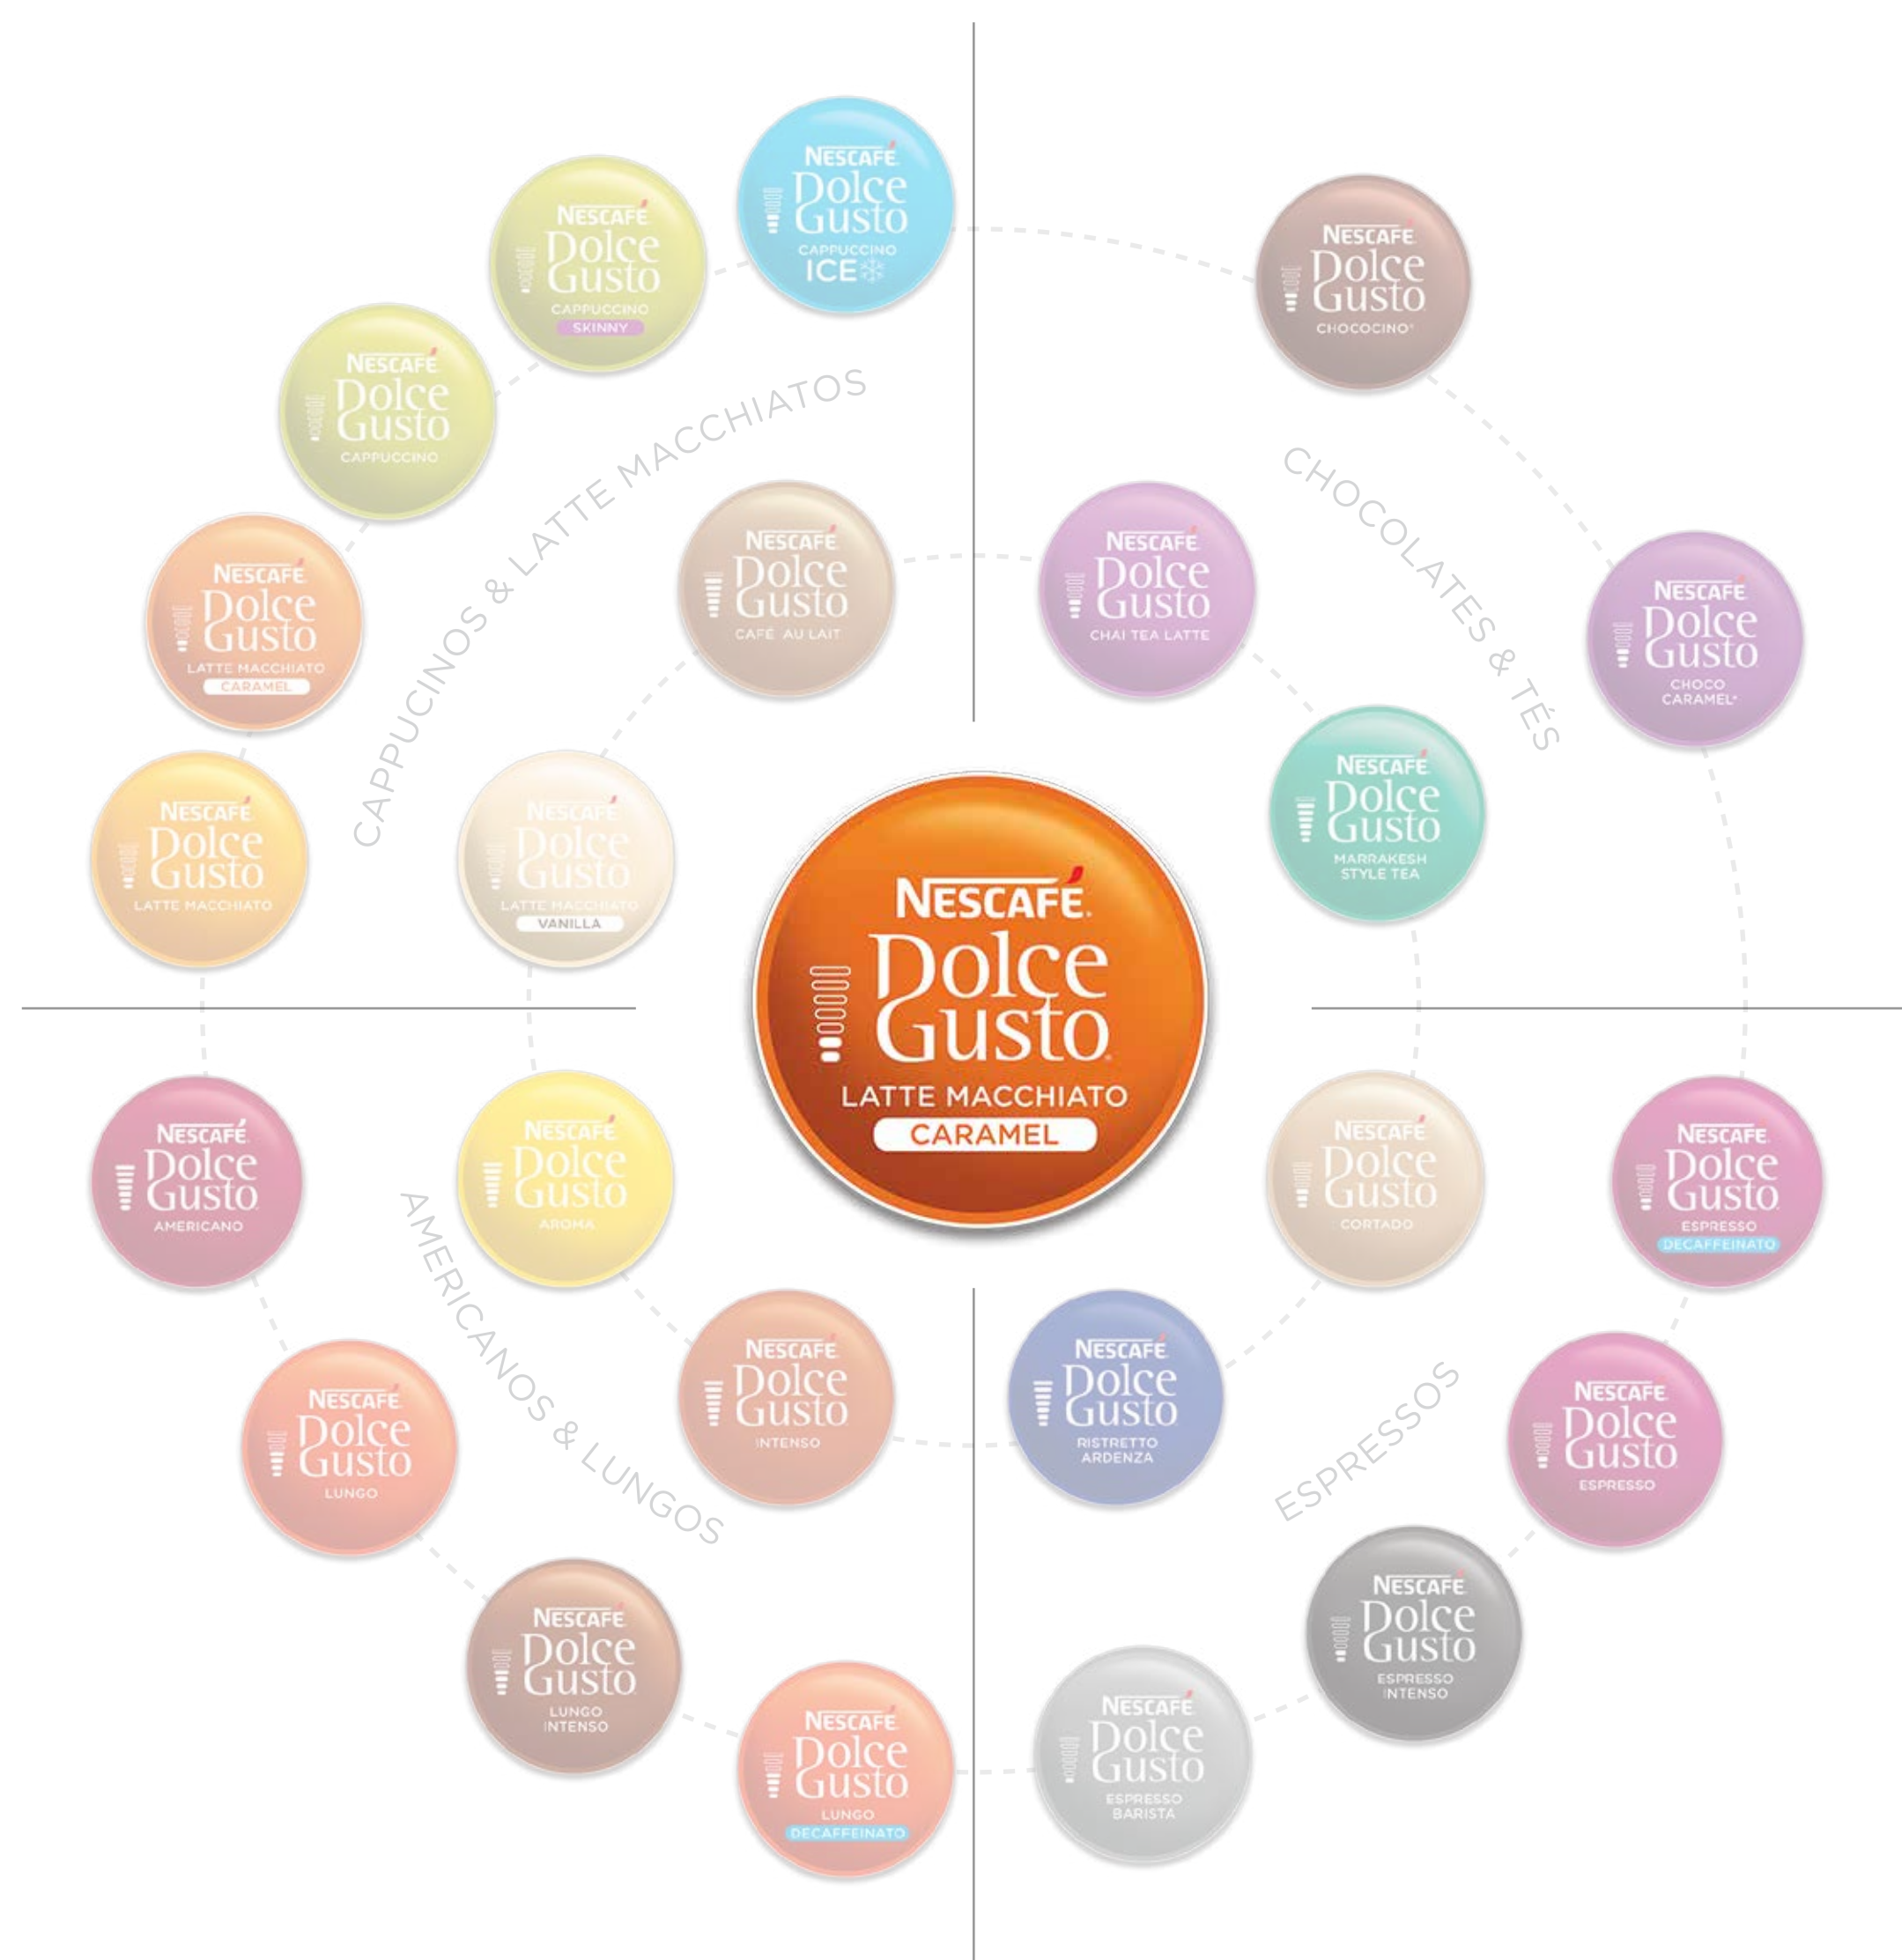 NESCAFÉ
Dolce
Gusto
CAPPUCCINO
ICE
NESCAFÉ
Dolce
Gusto
CAPPUCCINO
SKINNY
NESCAFÉ
Dolce
Gusto
CAPPUCCINO
NESCAFÉ
Dolce
Gusto
LATTE MACCHIATO
CARAMEL
NESCAFÉ
Dolce
Gusto
LATTE MACCHIATO
CAPPUCINOS & LATTE MACCHIATOS
NESCAFÉ
Dolce
Gusto
CAFÉ AU LAIT
NESCAFÉ
Dolce
Gusto
LATTE MACCHIATO
VANILLA
NESCAFÉ
Dolce
Gusto
CHOCOCINO*
NESCAFÉ
Dolce
Gusto
CHOCO
CARAMEL*
CHOCOLATES & TÉS
NESCAFÉ
Dolce
Gusto
CHAI TEA LATTE
NESCAFÉ
Dolce
Gusto
MARRAKESH
STYLE TEA
NESCAFÉ
Dolce
Gusto
LATTE MACCHIATO
CARAMEL
NESCAFÉ
Dolce
Gusto
AMERICANO
NESCAFÉ
Dolce
Gusto
AROMA
NESCAFÉ
Dolce
Gusto
INTENSO
AMERICANOS & LUNGOS
NESCAFÉ
Dolce
Gusto
LUNGO
NESCAFÉ
Dolce
Gusto
LUNGO
INTENSO
NESCAFÉ
Dolce
Gusto
LUNGO
DECAFFEINATO
NESCAFÉ
Dolce
Gusto
CORTADO
NESCAFÉ
Dolce
Gusto
ESPRESSO
DECAFFEINATO
NESCAFÉ
Dolce
Gusto
RISTRETTO
ARDENZA
ESPRESSOS
NESCAFÉ
Dolce
Gusto
ESPRESSO
NESCAFÉ
Dolce
Gusto
ESPRESSO
INTENSO
NESCAFÉ
Dolce
Gusto
ESPRESSO
BARISTA